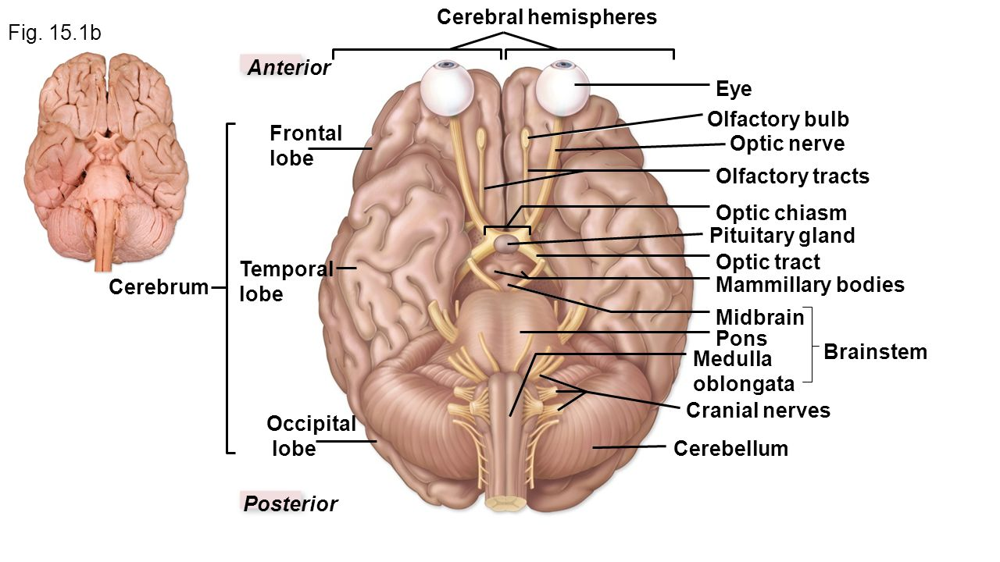 Cerebral hemispheres
Fig. 15.1b
Anterior
Eye
Olfactory bulb
Frontal
lobe
Optic nerve
Olfactory tracts
Optic chiasm
Pituitary gland
Optic tract
Temporal
lobe
Mammillary bodies
Cerebrum
Midbrain
Pons
Brainstem
Medulla
oblongata
Cranial nerves
Occipital
lobe
Cerebellum
Posterior